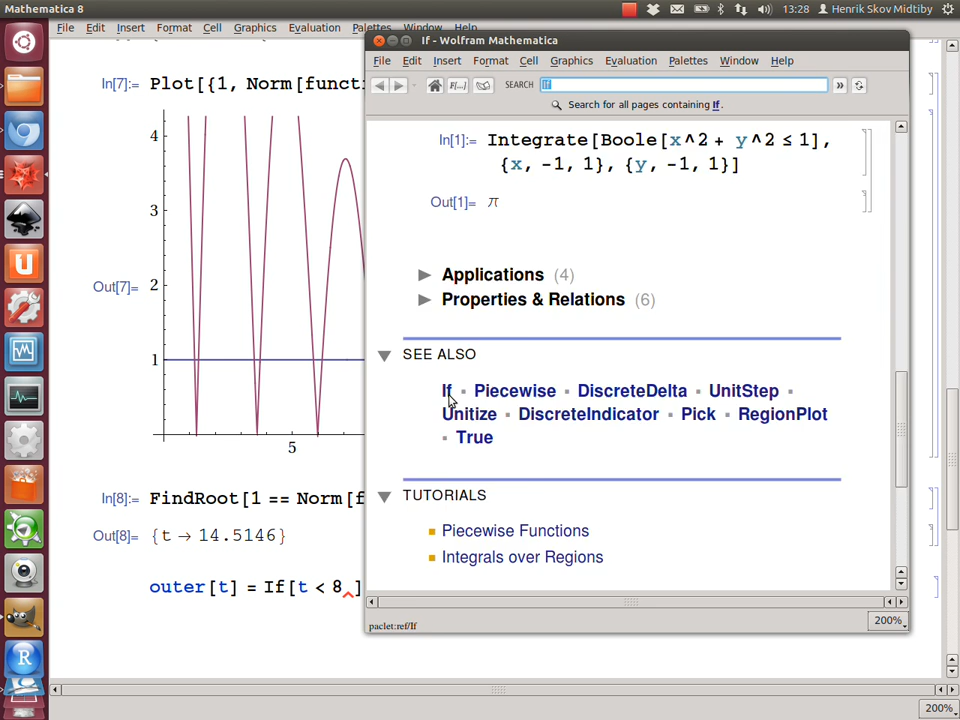 Mathematica 8
13:28 Henrik Skov Midtiby
File Edit Insert Format Cell Graphics Evaluation Palettes Window Help
In[7]:= Plot[{1, Norm[functi
4
3
Out[7]= 2
1
5
In[8]:= FindRoot[1 == Norm[f
Out[8]= {t → 14.5146}
outer[t] = If[t < 8 ]
If - Wolfram Mathematica
File Edit Insert Format Cell Graphics Evaluation Palettes Window Help
F[...] SEARCH If »
Search for all pages containing If.
In[1]:= Integrate[Boole[x^2 + y^2 ≤ 1],
{x, -1, 1}, {y, -1, 1}]
Out[1]= π
Applications (4)
Properties & Relations (6)
SEE ALSO
If ▪ Piecewise ▪ DiscreteDelta ▪ UnitStep ▪
Unitize ▪ DiscreteIndicator ▪ Pick ▪ RegionPlot
▪ True
TUTORIALS
Piecewise Functions
Integrals over Regions
paclet:ref/If
200%
200%